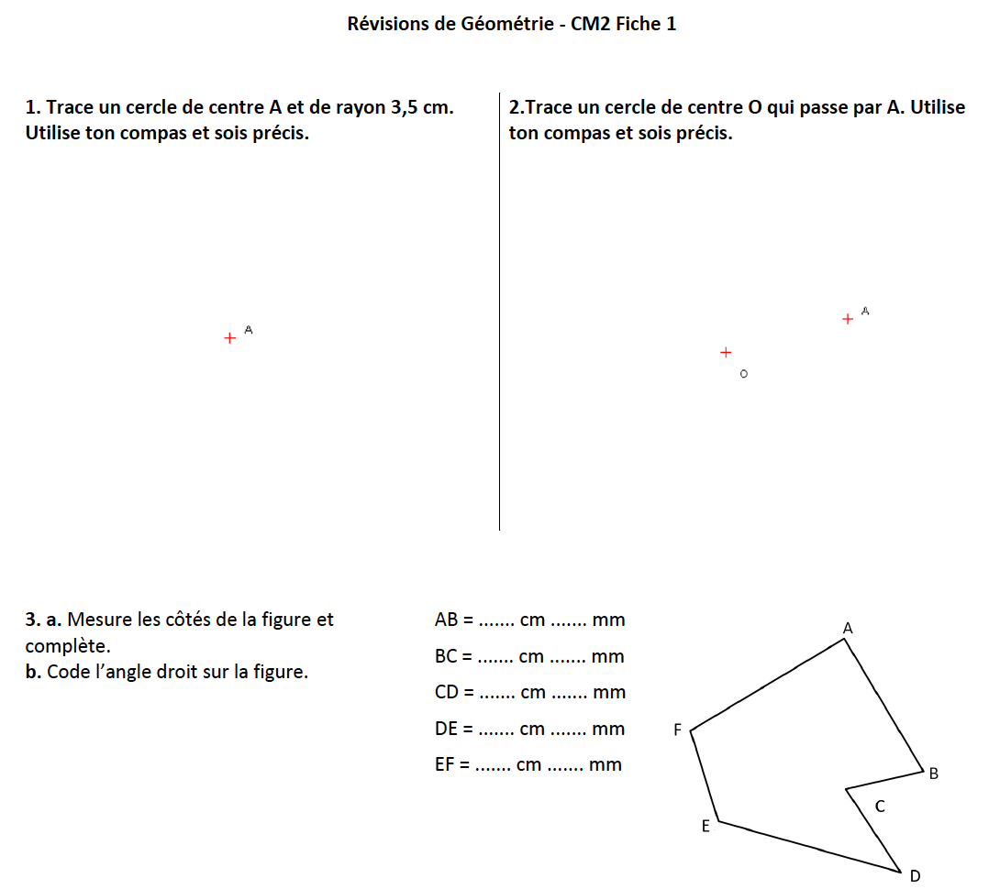 Révisions de Géométrie - CM2 Fiche 1
1. Trace un cercle de centre A et de rayon 3,5 cm.
Utilise ton compas et sois précis.
2.Trace un cercle de centre O qui passe par A. Utilise
ton compas et sois précis.
A
A
O
3. a. Mesure les côtés de la figure et
complète.
b. Code l’angle droit sur la figure.
AB = ....... cm ....... mm
BC = ....... cm ....... mm
CD = ....... cm ....... mm
DE = ....... cm ....... mm
EF = ....... cm ....... mm
A
F
B
C
E
D